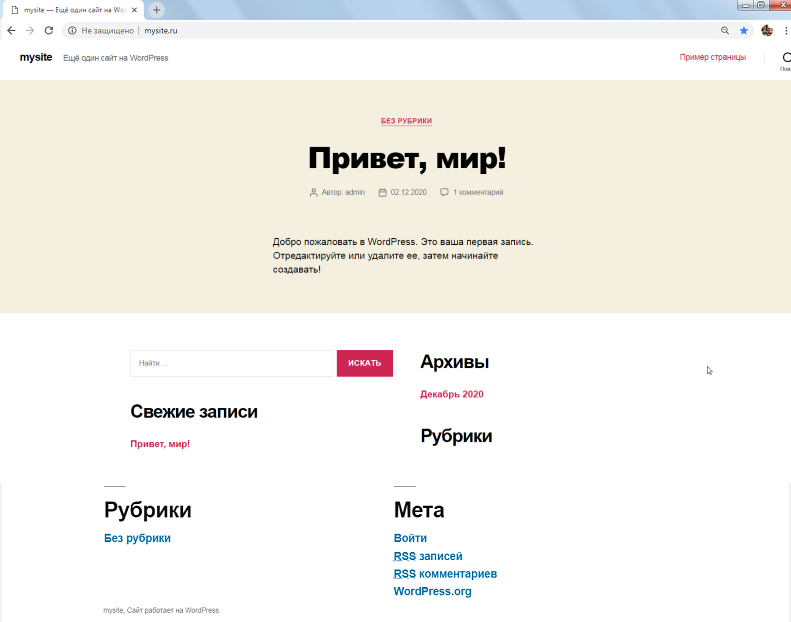 mysite — Ещё один сайт на Wor
Не защищено
mysite.ru
mysite
Ещё один сайт на WordPress
Пример страницы
Пои
БЕЗ РУБРИКИ
Привет, мир!
Автор: admin
02.12.2020
1 комментарий
Добро пожаловать в WordPress. Это ваша первая запись.
Отредактируйте или удалите ее, затем начинайте
создавать!
Найти …
ИСКАТЬ
Свежие записи
Привет, мир!
Архивы
Декабрь 2020
Рубрики
Рубрики
Без рубрики
Мета
Войти
RSS записей
RSS комментариев
WordPress.org
mysite, Сайт работает на WordPress.